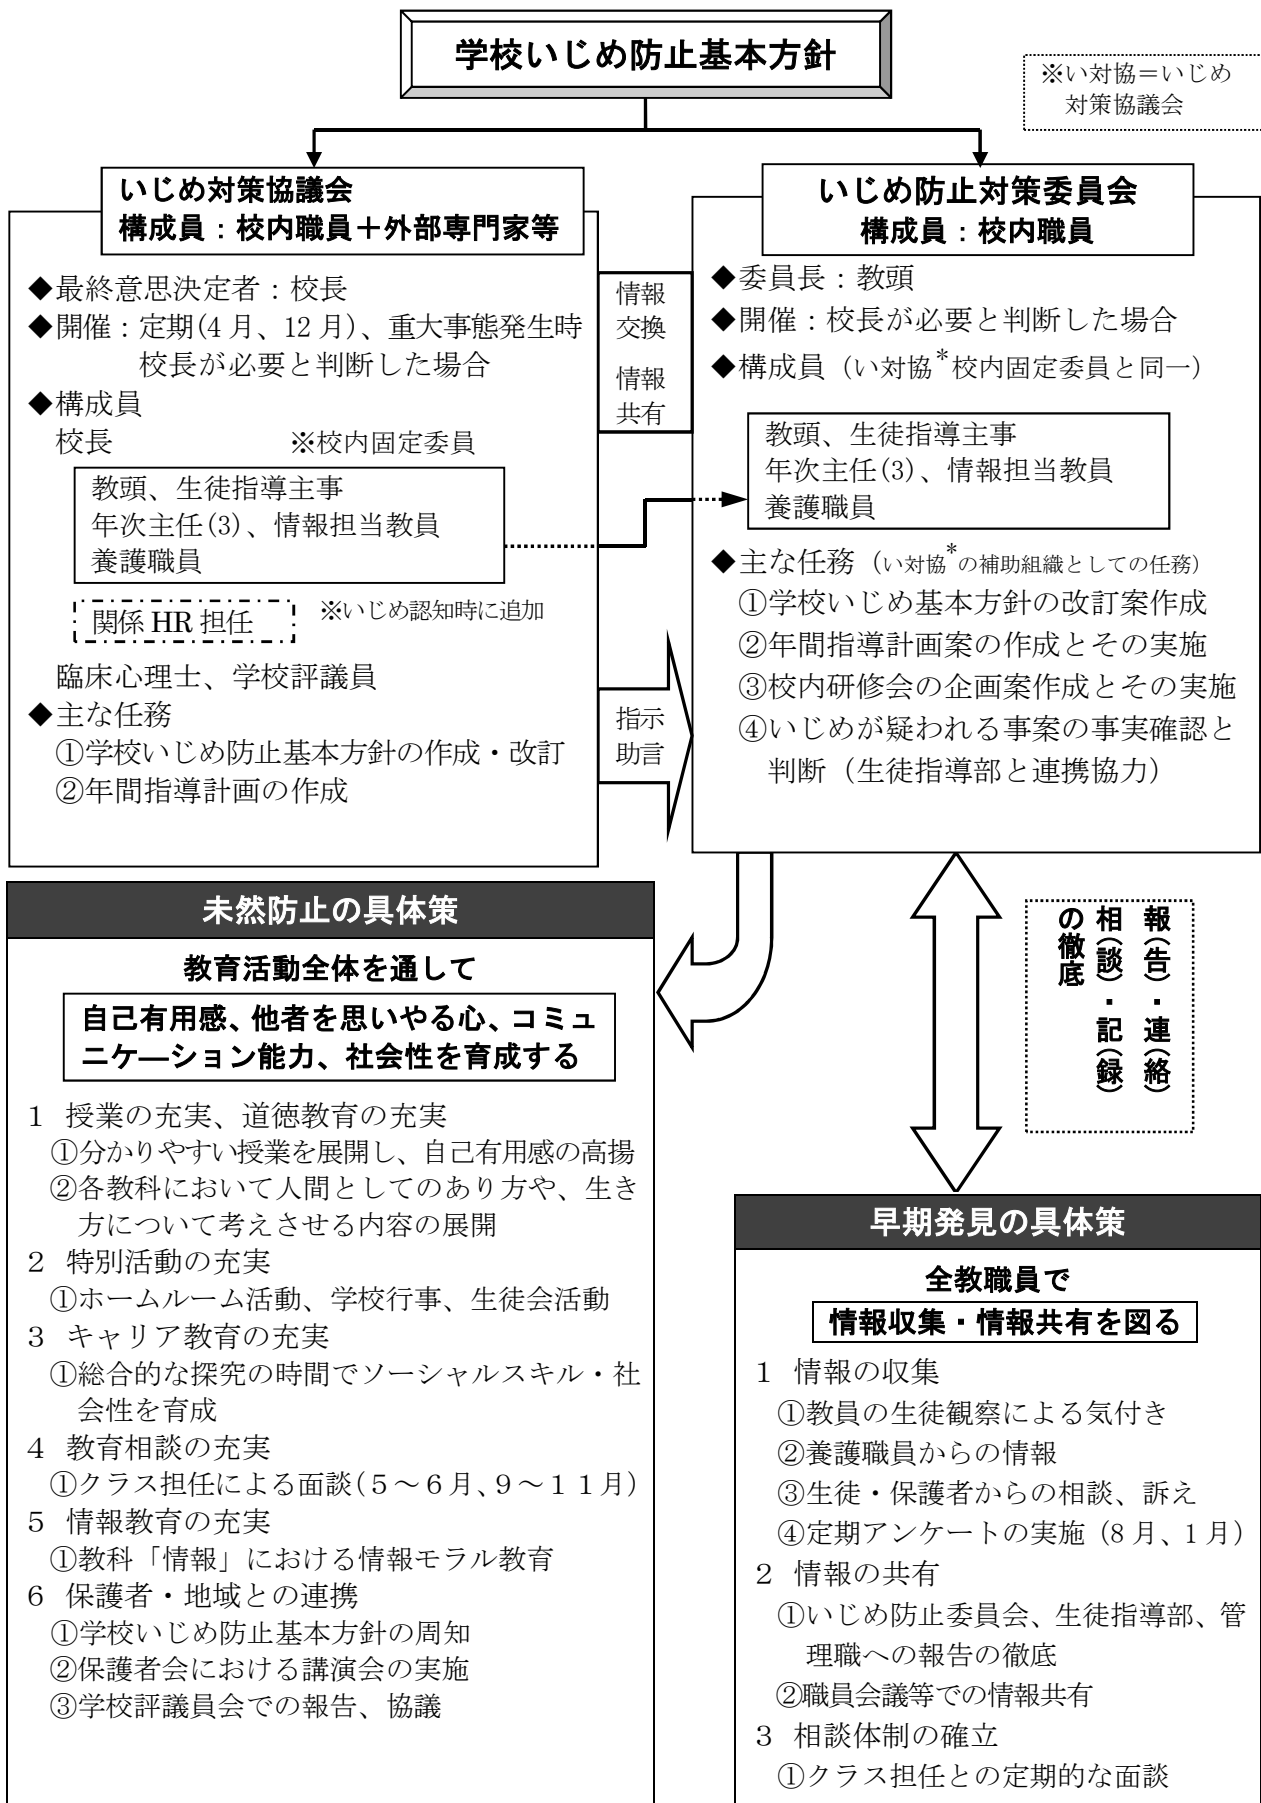 学校いじめ防止基本方針
※い対協＝いじめ
対策協議会
いじめ対策協議会
構成員：校内職員＋外部専門家等
◆最終意思決定者：校長
◆開催：定期(4月、12月)、重大事態発生時
校長が必要と判断した場合
◆構成員
校長　※校内固定委員
教頭、生徒指導主事
年次主任(3)、情報担当教員
養護職員
関係HR担任　※いじめ認知時に追加
臨床心理士、学校評議員
◆主な任務
①学校いじめ防止基本方針の作成・改訂
②年間指導計画の作成
情報
交換
情報
共有
指示
助言
いじめ防止対策委員会
構成員：校内職員
◆委員長：教頭
◆開催：校長が必要と判断した場合
◆構成員（い対協*校内固定委員と同一）
教頭、生徒指導主事
年次主任(3)、情報担当教員
養護職員
◆主な任務（い対協*の補助組織としての任務）
①学校いじめ基本方針の改訂案作成
②年間指導計画案の作成とその実施
③校内研修会の企画案作成とその実施
④いじめが疑われる事案の事実確認と
判断（生徒指導部と連携協力）
未然防止の具体策
教育活動全体を通して
自己有用感、他者を思いやる心、コミュ
ニケ―ション能力、社会性を育成する
１ 授業の充実、道徳教育の充実
①分かりやすい授業を展開し、自己有用感の高揚
②各教科において人間としてのあり方や、生き
方について考えさせる内容の展開
２ 特別活動の充実
①ホームルーム活動、学校行事、生徒会活動
３ キャリア教育の充実
①総合的な探究の時間でソーシャルスキル・社
会性を育成
４ 教育相談の充実
①クラス担任による面談(５～６月、９～１１月)
５ 情報教育の充実
①教科「情報」における情報モラル教育
６ 保護者・地域との連携
①学校いじめ防止基本方針の周知
②保護者会における講演会の実施
③学校評議員会での報告、協議
報(告)・連(絡)
相(談)・記(録)
の徹底
早期発見の具体策
全教職員で
情報収集・情報共有を図る
１ 情報の収集
①教員の生徒観察による気付き
②養護職員からの情報
③生徒・保護者からの相談、訴え
④定期アンケートの実施（8月、1月）
２ 情報の共有
①いじめ防止委員会、生徒指導部、管
理職への報告の徹底
②職員会議等での情報共有
３ 相談体制の確立
①クラス担任との定期的な面談